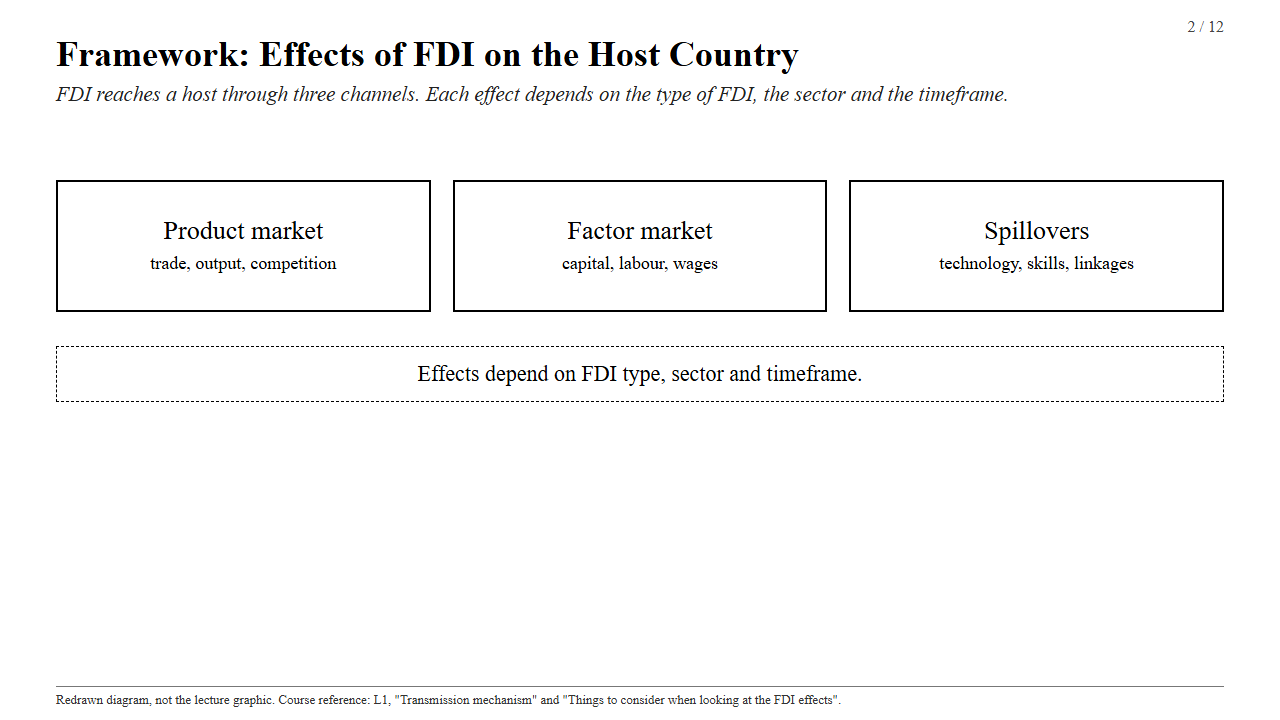 2 / 12
Framework: Effects of FDI on the Host Country
FDI reaches a host through three channels. Each effect depends on the type of FDI, the sector and the timeframe.
Product market
trade, output, competition
Factor market
capital, labour, wages
Spillovers
technology, skills, linkages
Effects depend on FDI type, sector and timeframe.
Redrawn diagram, not the lecture graphic. Course reference: L1, "Transmission mechanism" and "Things to consider when looking at the FDI effects".